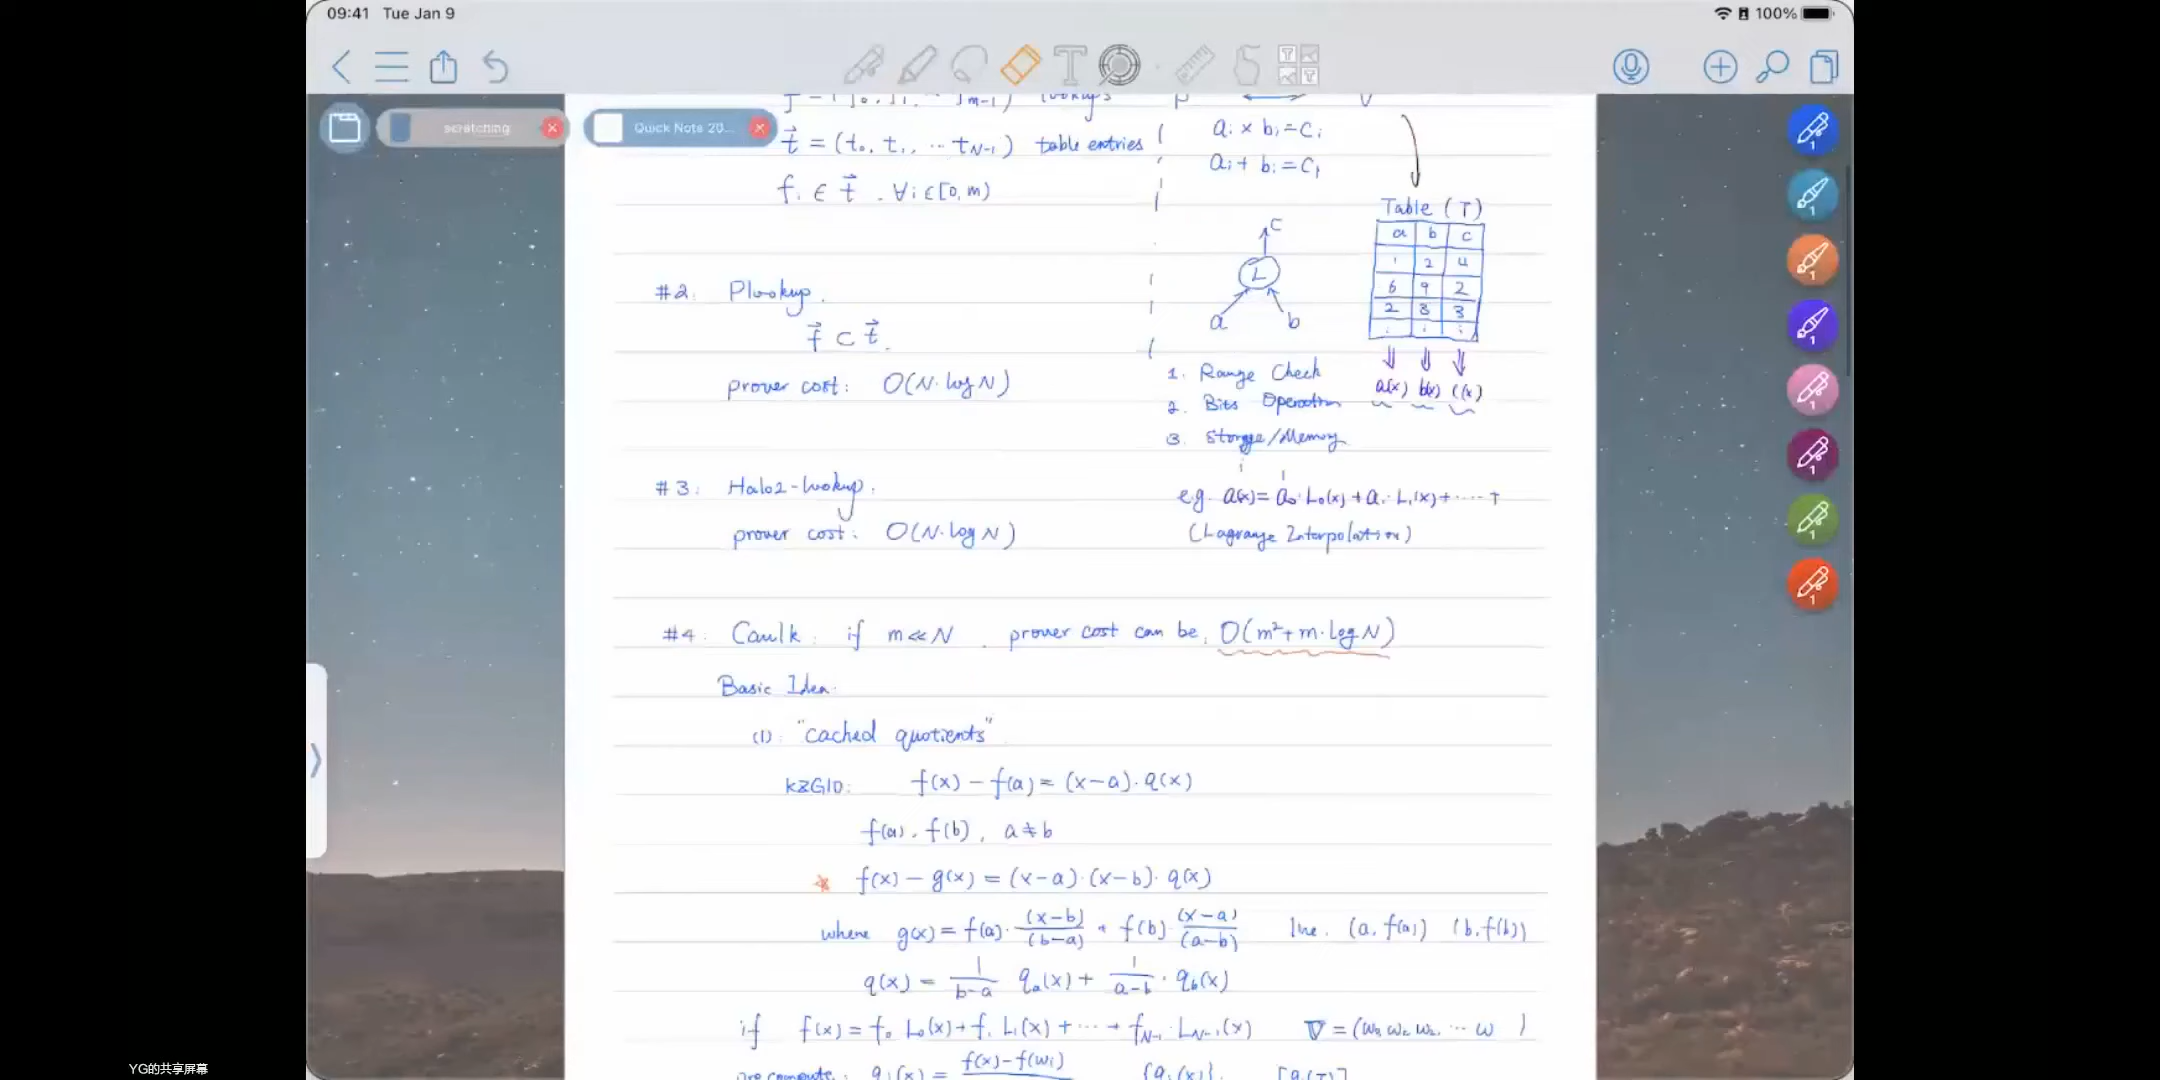 09:41 Tue Jan 9
100%
scratching
Quick Note 20...
t⃗ = (t₀, t₁, ⋯ t_{N-1}) table entries
fᵢ ∈ t⃗ . ∀i∈[0, m)
aᵢ × bᵢ = cᵢ
aᵢ + bᵢ = cᵢ
C
L
a b
Table (T)
a b c
1 2 4
6 9 2
2 8 3
⋮ ⋮ ⋮
a(x) b(x) c(x)
1. Range Check
2. Bits Operation
3. Storage/Memory
e.g. a(x) = a₀·L₀(x) + a₁·L₁(x) + ⋯ +
(Lagrange Interpolation)
#2. Plookup.
f⃗ ⊂ t⃗.
prover cost: O(N·log N)
#3. Halo2-lookup.
prover cost: O(N·log N)
#4. Caulk. if m≪N. prover cost can be. O(m²+m·log N)
Basic Idea.
(1). "cached quotients"
KZG10: f(x) − f(a) = (x−a)·q(x)
f(a). f(b), a≠b
* f(x) − g(x) = (x−a)·(x−b)·q(x)
where g(x) = f(a)·(x−b)/(b−a) + f(b)·(x−a)/(a−b) line. (a, f(a)) (b, f(b))
q(x) = 1/(b−a) qₐ(x) + 1/(a−b)·q_b(x)
if f(x) = f₀ L₀(x) + f₁ L₁(x) + ⋯ + f_{N-1}·L_{N-1}(x)
f(x)−f(ωᵢ)
YG的共享屏幕